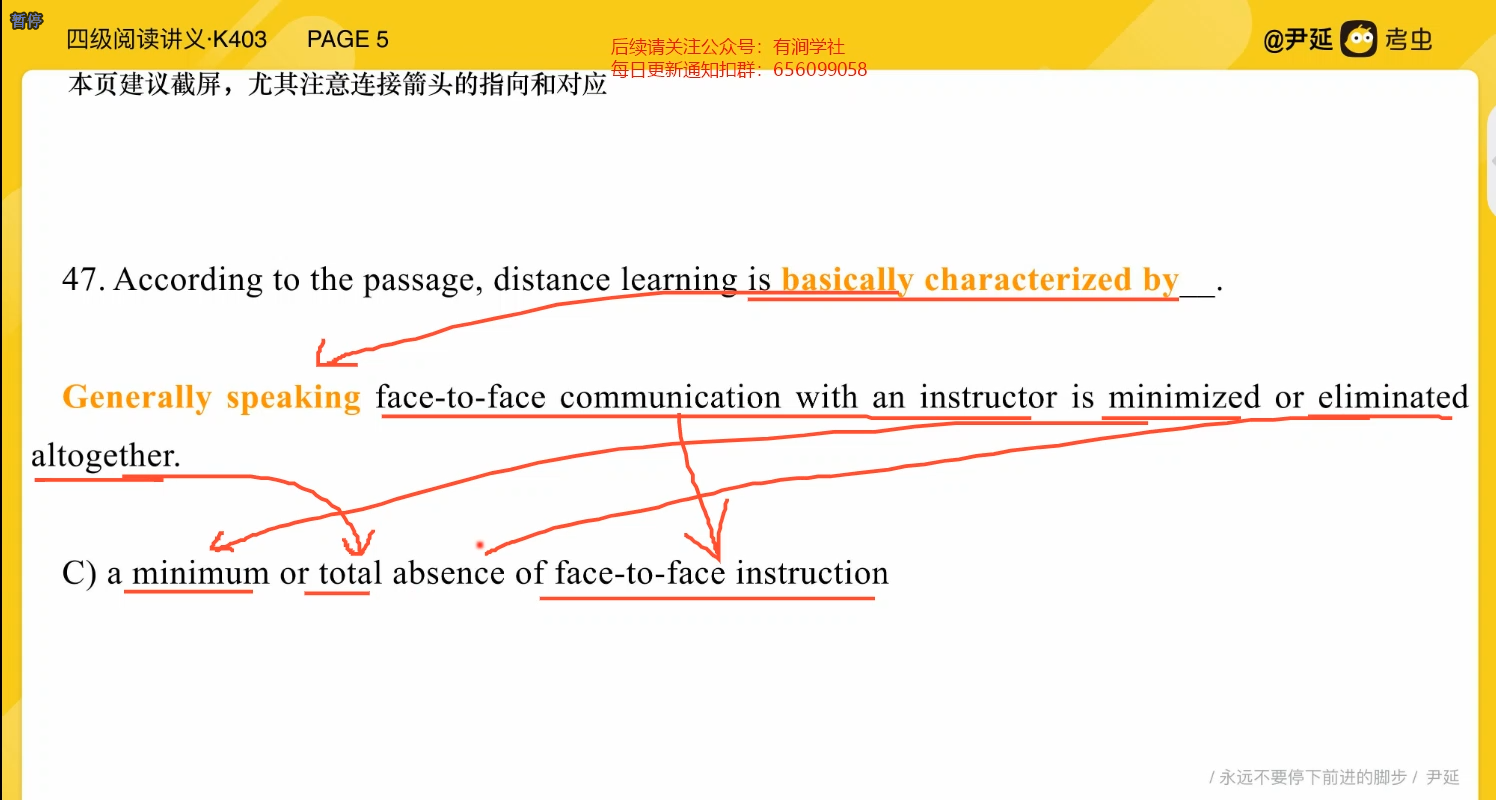 暂停
四级阅读讲义·K403 PAGE 5
后续请关注公众号：有涧学社
@尹延 考虫
每日更新通知扣群：656099058
本页建议截屏，尤其注意连接箭头的指向和对应
47. According to the passage, distance learning is basically characterized by__.
Generally speaking face-to-face communication with an instructor is minimized or eliminated
altogether.
C) a minimum or total absence of face-to-face instruction
/ 永远不要停下前进的脚步 / 尹延